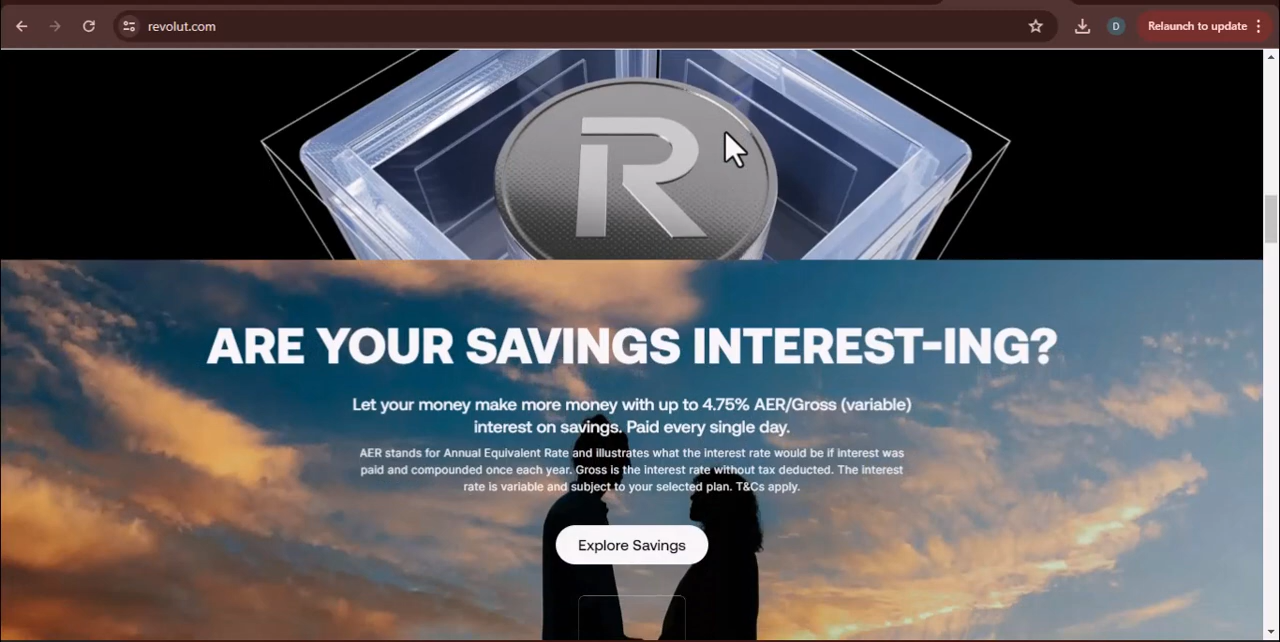 revolut.com
D
Relaunch to update
R
ARE YOUR SAVINGS INTEREST-ING?
Let your money make more money with up to 4.75% AER/Gross (variable)
interest on savings. Paid every single day.
AER stands for Annual Equivalent Rate and illustrates what the interest rate would be if interest was
paid and compounded once each year. Gross is the interest rate without tax deducted. The interest
rate is variable and subject to your selected plan. T&Cs apply.
Explore Savings